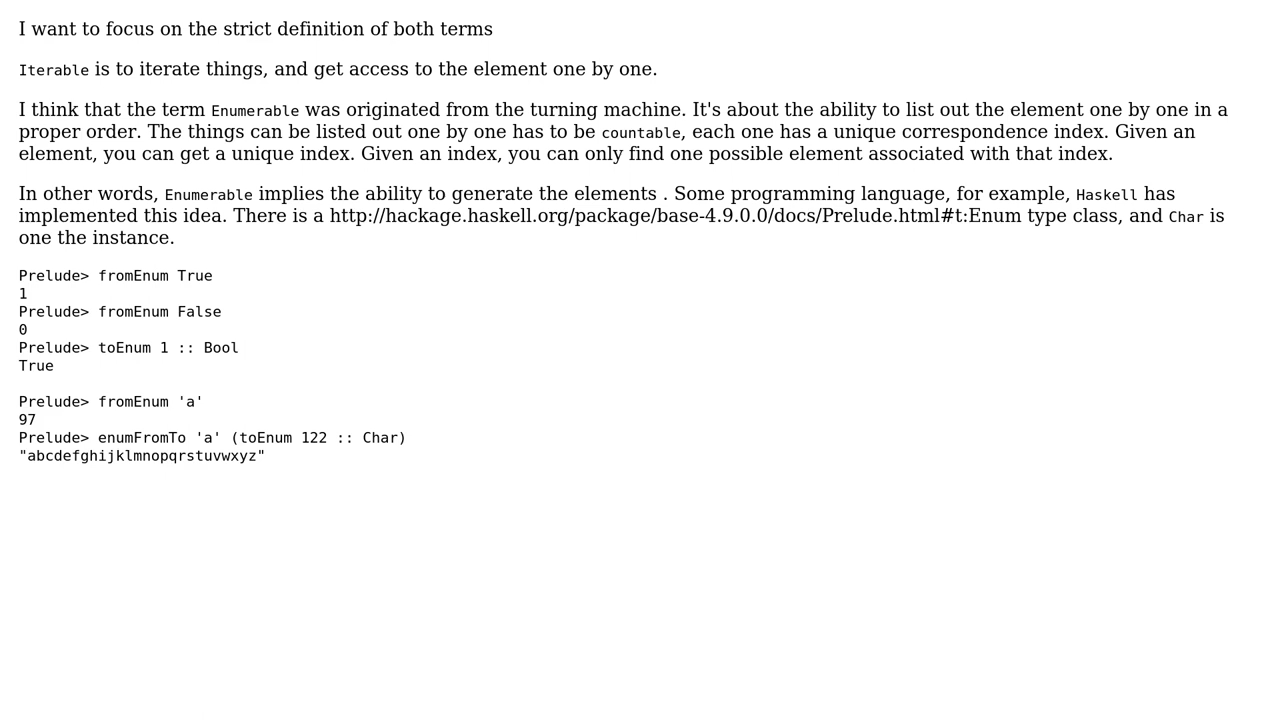 I want to focus on the strict definition of both terms
Iterable is to iterate things, and get access to the element one by one.
I think that the term Enumerable was originated from the turning machine. It's about the ability to list out the element one by one in a
proper order. The things can be listed out one by one has to be countable, each one has a unique correspondence index. Given an
element, you can get a unique index. Given an index, you can only find one possible element associated with that index.
In other words, Enumerable implies the ability to generate the elements . Some programming language, for example, Haskell has
implemented this idea. There is a http://hackage.haskell.org/package/base-4.9.0.0/docs/Prelude.html#t:Enum type class, and Char is
one the instance.
Prelude> fromEnum True
1
Prelude> fromEnum False
0
Prelude> toEnum 1 :: Bool
True
Prelude> fromEnum 'a'
97
Prelude> enumFromTo 'a' (toEnum 122 :: Char)
"abcdefghijklmnopqrstuvwxyz"